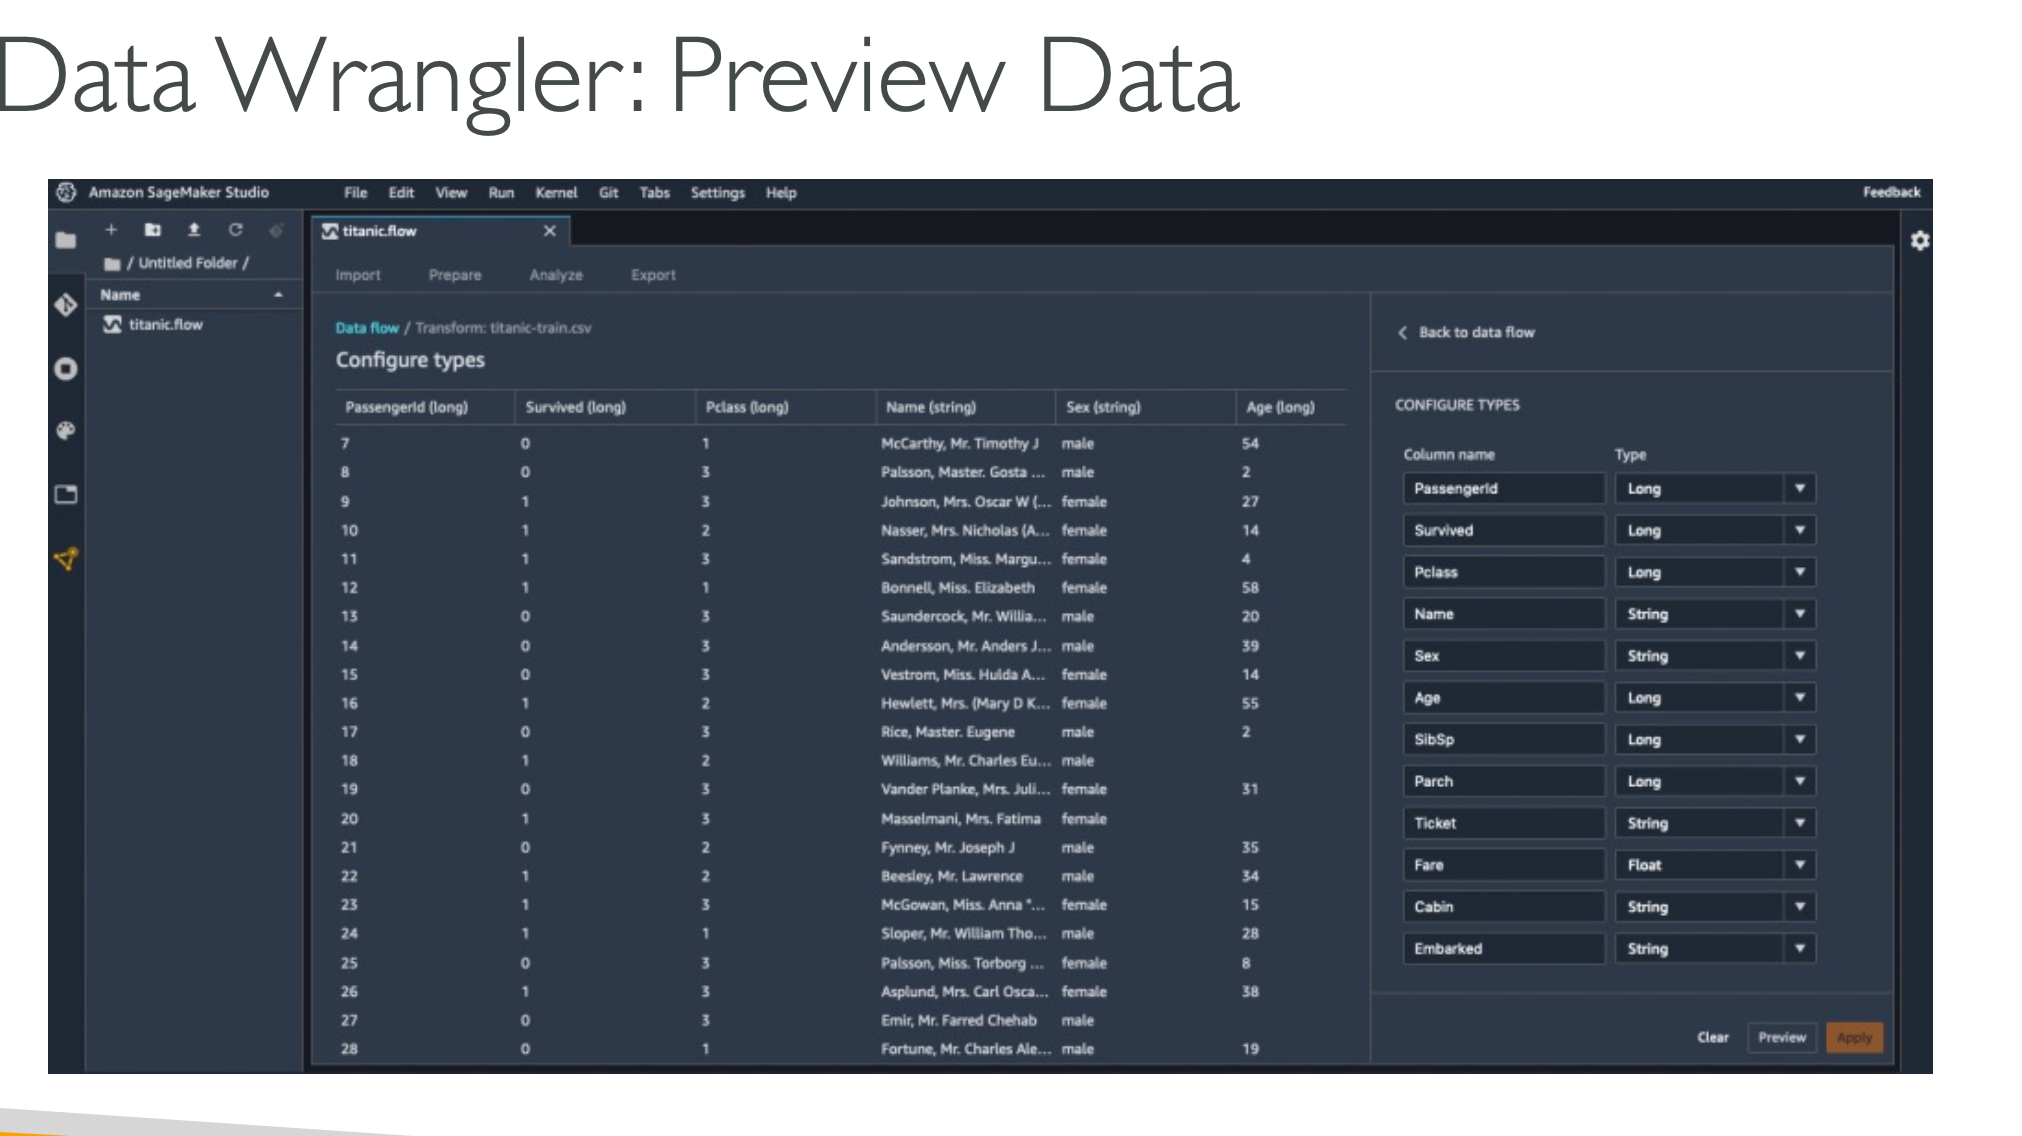 Data Wrangler: Preview Data
Amazon SageMaker Studio File Edit View Run Kernel Git Tabs Settings Help Feedback
titanic.flow
/ Untitled Folder /
Name
titanic.flow
Import Prepare Analyze Export
Data flow / Transform: titanic-train.csv
Configure types
PassengerId (long) Survived (long) Pclass (long) Name (string) Sex (string) Age (long)
7 0 1 McCarthy, Mr. Timothy J male 54
8 0 3 Palsson, Master. Gosta ... male 2
9 1 3 Johnson, Mrs. Oscar W (... female 27
10 1 2 Nasser, Mrs. Nicholas (A... female 14
11 1 3 Sandstrom, Miss. Margu... female 4
12 1 1 Bonnell, Miss. Elizabeth female 58
13 0 3 Saundercock, Mr. Willia... male 20
14 0 3 Andersson, Mr. Anders J... male 39
15 0 3 Vestrom, Miss. Hulda A... female 14
16 1 2 Hewlett, Mrs. (Mary D K... female 55
17 0 3 Rice, Master. Eugene male 2
18 1 2 Williams, Mr. Charles Eu... male
19 0 3 Vander Planke, Mrs. Juli... female 31
20 1 3 Masselmani, Mrs. Fatima female
21 0 2 Fynney, Mr. Joseph J male 35
22 1 2 Beesley, Mr. Lawrence male 34
23 1 3 McGowan, Miss. Anna "... female 15
24 1 1 Sloper, Mr. William Tho... male 28
25 0 3 Palsson, Miss. Torborg ... female 8
26 1 3 Asplund, Mrs. Carl Osca... female 38
27 0 3 Emir, Mr. Farred Chehab male
28 0 1 Fortune, Mr. Charles Ale... male 19
Back to data flow
CONFIGURE TYPES
Column name Type
PassengerId Long
Survived Long
Pclass Long
Name String
Sex String
Age Long
SibSp Long
Parch Long
Ticket String
Fare Float
Cabin String
Embarked String
Clear Preview Apply